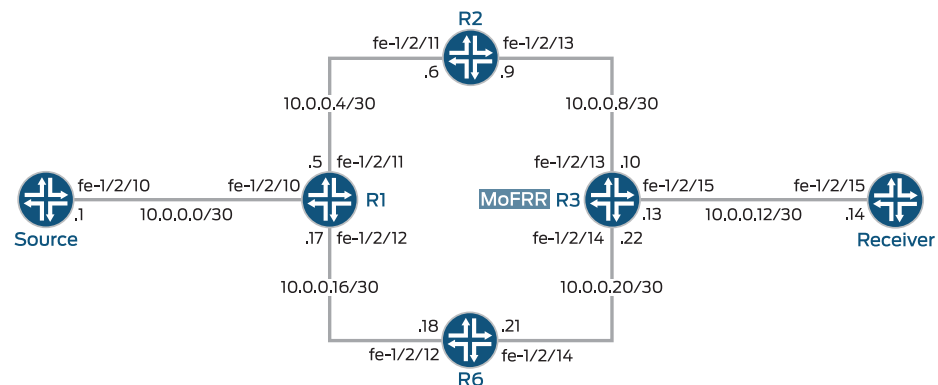 R2
fe-1/2/11 fe-1/2/13
.6 .9
10.0.0.4/30 10.0.0.8/30
.5 fe-1/2/11 fe-1/2/13 .10
fe-1/2/10 fe-1/2/10 R1 MoFRR R3 fe-1/2/15 fe-1/2/15
.1 10.0.0.0/30 .13 10.0.0.12/30 .14
Source .17 fe-1/2/12 fe-1/2/14 .22 Receiver
10.0.0.16/30 10.0.0.20/30
.18 .21
fe-1/2/12 fe-1/2/14
R6